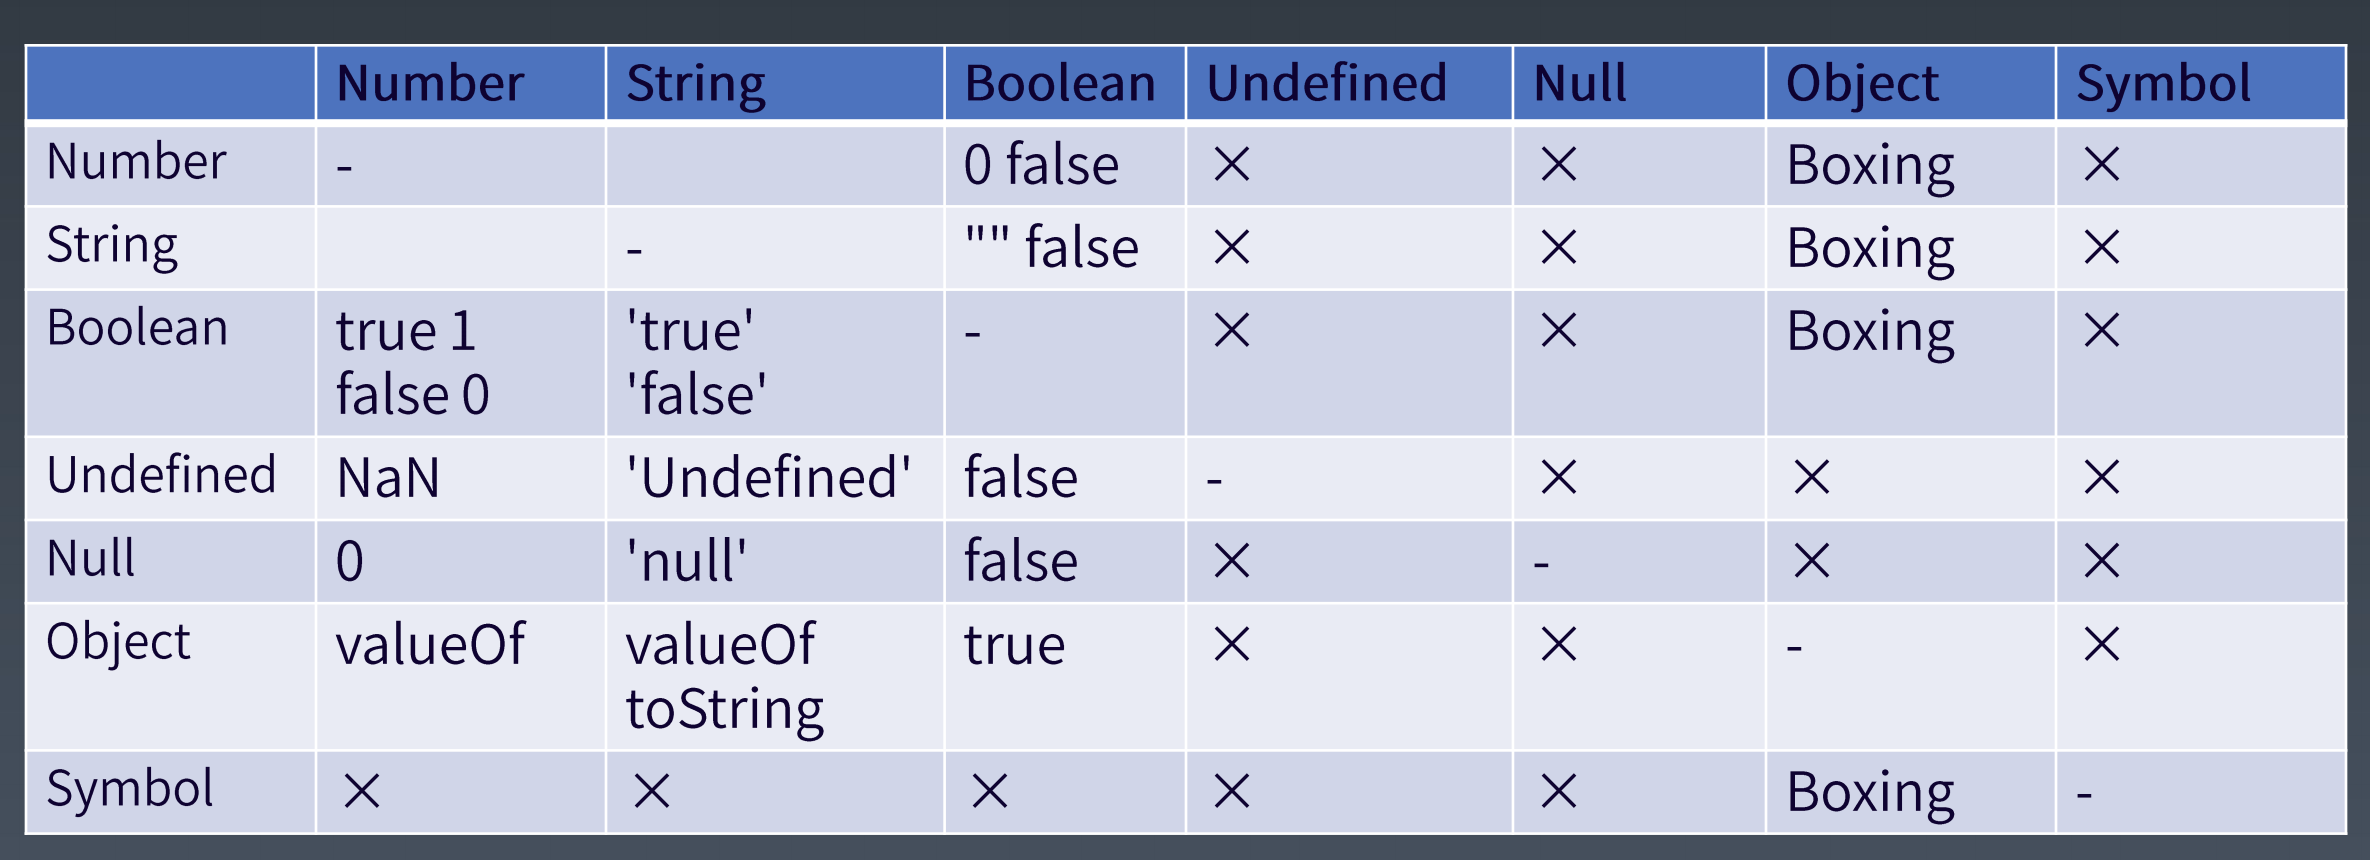 Number String Boolean Undefined Null Object Symbol
Number - 0 false × × Boxing ×
String - "" false × × Boxing ×
Boolean true 1 'true' - × × Boxing ×
false 0 'false'
Undefined NaN 'Undefined' false - × × ×
Null 0 'null' false × - × ×
Object valueOf valueOf true × × - ×
toString
Symbol × × × × × Boxing -